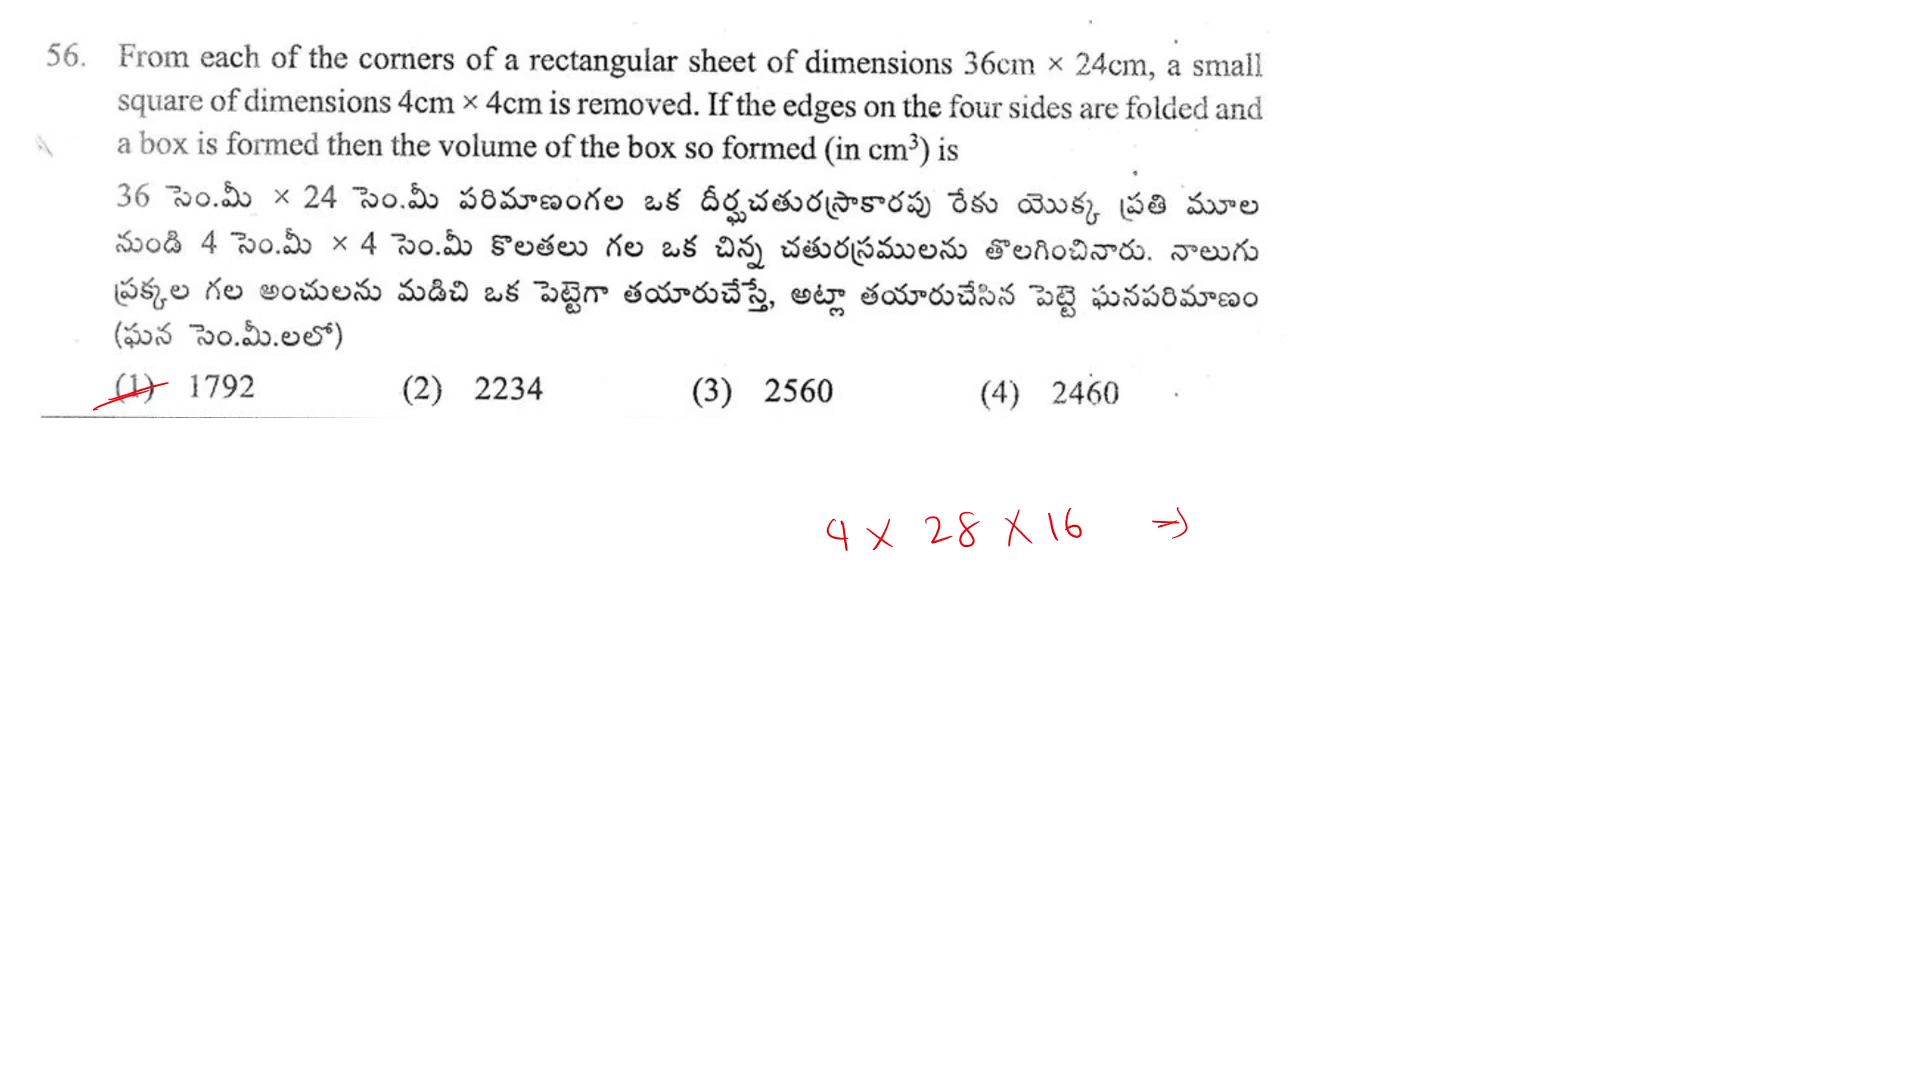 56. From each of the corners of a rectangular sheet of dimensions 36cm × 24cm, a small
square of dimensions 4cm × 4cm is removed. If the edges on the four sides are folded and
a box is formed then the volume of the box so formed (in cm³) is
36 సెం.మీ × 24 సెం.మీ పరిమాణంగల ఒక దీర్ఘచతురస్రాకారపు రేకు యొక్క ప్రతి మూల
నుండి 4 సెం.మీ × 4 సెం.మీ కొలతలు గల ఒక చిన్న చతురస్రములను తొలగించినారు. నాలుగు
ప్రక్కల గల అంచులను మడిచి ఒక పెట్టెగా తయారుచేస్తే, అట్లా తయారుచేసిన పెట్టె ఘనపరిమాణం
(ఘన సెం.మీ.లలో)
(1) 1792 (2) 2234 (3) 2560 (4) 2460
4 × 28 × 16 ⇒